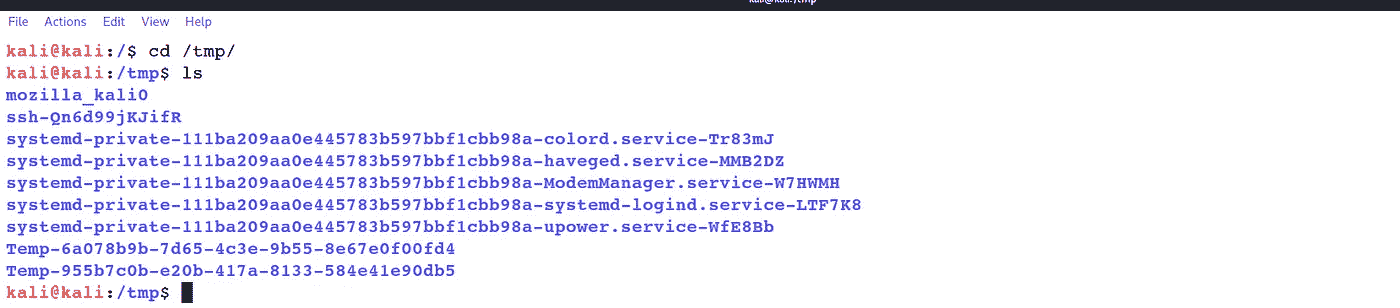 kali@kali:/tmp
File Actions Edit View Help
kali@kali:/$ cd /tmp/
kali@kali:/tmp$ ls
mozilla_kali0
ssh-Qn6d99jKJifR
systemd-private-111ba209aa0e445783b597bbf1cbb98a-colord.service-Tr83mJ
systemd-private-111ba209aa0e445783b597bbf1cbb98a-haveged.service-MMB2DZ
systemd-private-111ba209aa0e445783b597bbf1cbb98a-ModemManager.service-W7HWMH
systemd-private-111ba209aa0e445783b597bbf1cbb98a-systemd-logind.service-LTF7K8
systemd-private-111ba209aa0e445783b597bbf1cbb98a-upower.service-WfE8Bb
Temp-6a078b9b-7d65-4c3e-9b55-8e67e0f00fd4
Temp-955b7c0b-e20b-417a-8133-584e41e90db5
kali@kali:/tmp$